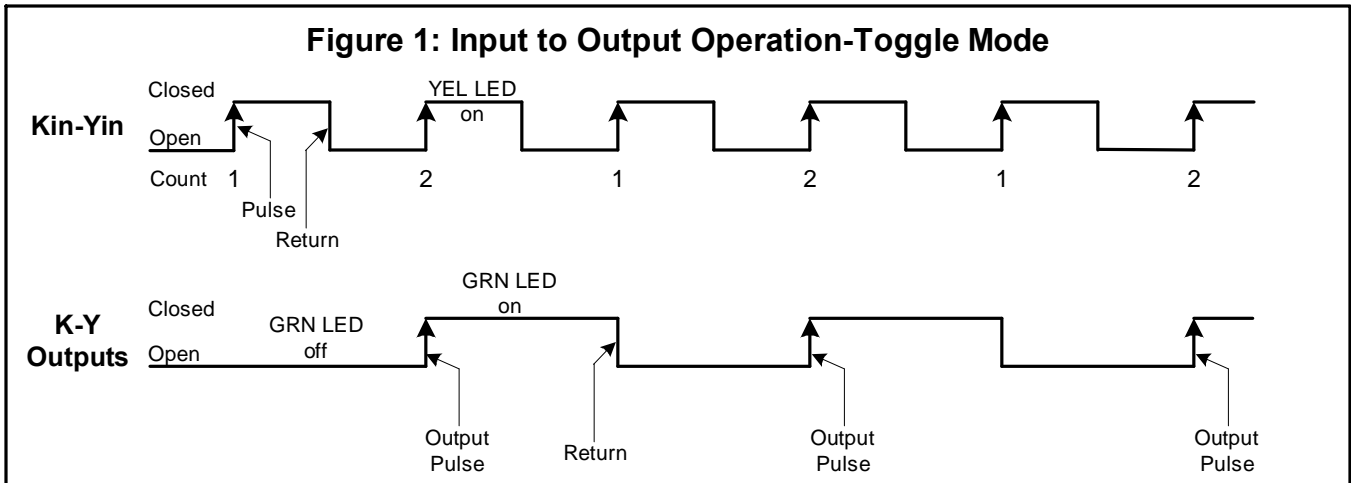 Figure 1: Input to Output Operation-Toggle Mode
Closed
YEL LED
on
Kin-Yin
Open
Count 1 2 1 2 1 2
Pulse
Return
GRN LED
on
Closed
GRN LED
off
K-Y
Outputs
Open
Output
Pulse
Return
Output
Pulse
Output
Pulse